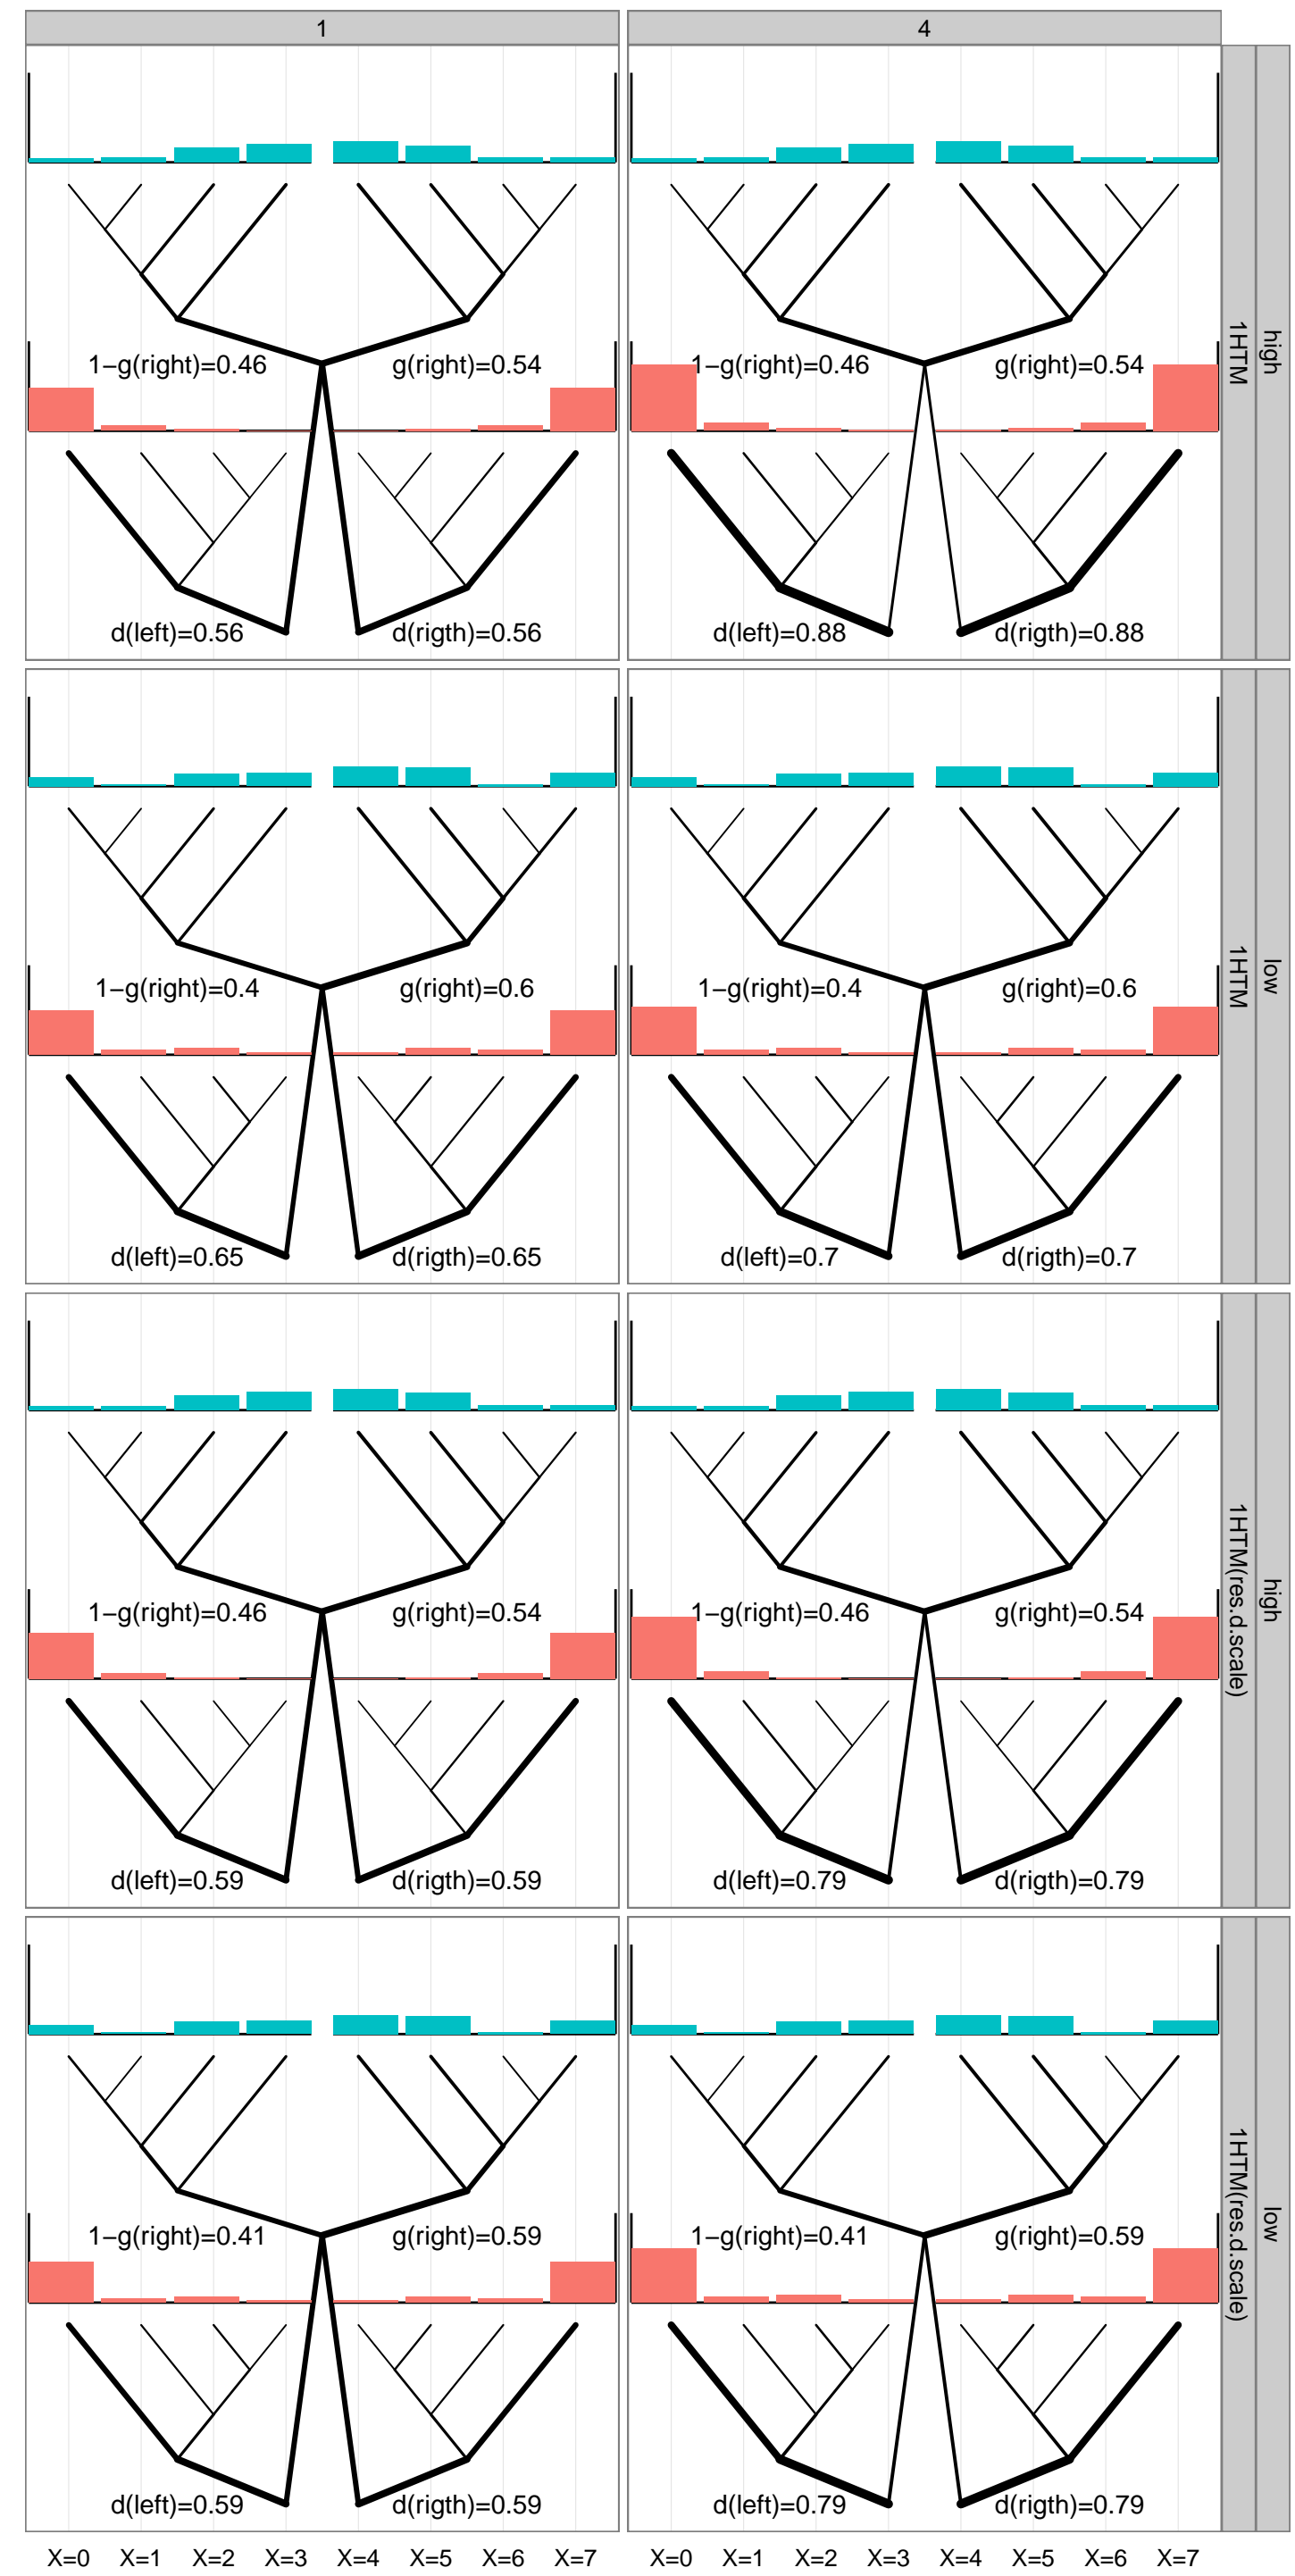 1 4
1−g(right)=0.46 g(right)=0.54 1−g(right)=0.46 g(right)=0.54
d(left)=0.56 d(rigth)=0.56 d(left)=0.88 d(rigth)=0.88
1HTM
high
1−g(right)=0.4 g(right)=0.6 1−g(right)=0.4 g(right)=0.6
d(left)=0.65 d(rigth)=0.65 d(left)=0.7 d(rigth)=0.7
1HTM
low
1−g(right)=0.46 g(right)=0.54 1−g(right)=0.46 g(right)=0.54
d(left)=0.59 d(rigth)=0.59 d(left)=0.79 d(rigth)=0.79
1HTM(res.d.scale)
high
1−g(right)=0.41 g(right)=0.59 1−g(right)=0.41 g(right)=0.59
d(left)=0.59 d(rigth)=0.59 d(left)=0.79 d(rigth)=0.79
1HTM(res.d.scale)
low
X=0 X=1 X=2 X=3 X=4 X=5 X=6 X=7 X=0 X=1 X=2 X=3 X=4 X=5 X=6 X=7